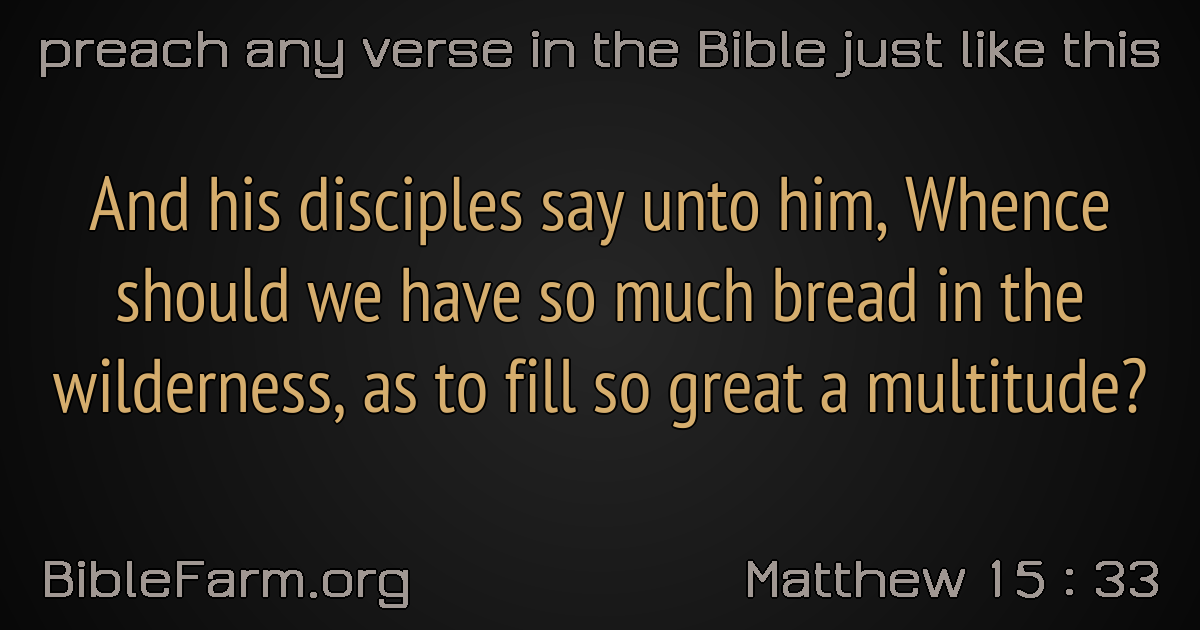 preach any verse in the Bible just like this
And his disciples say unto him, Whence
should we have so much bread in the
wilderness, as to fill so great a multitude?
BibleFarm.org
Matthew 15 : 33